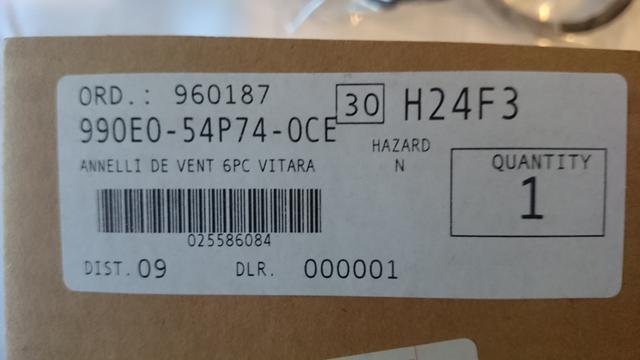 ORD.: 960187 30 H24F3
990E0-54P74-0CE
HAZARD
N
ANNELLI DE VENT 6PC VITARA
QUANTITY
1
025586084
DIST. 09 DLR. 000001